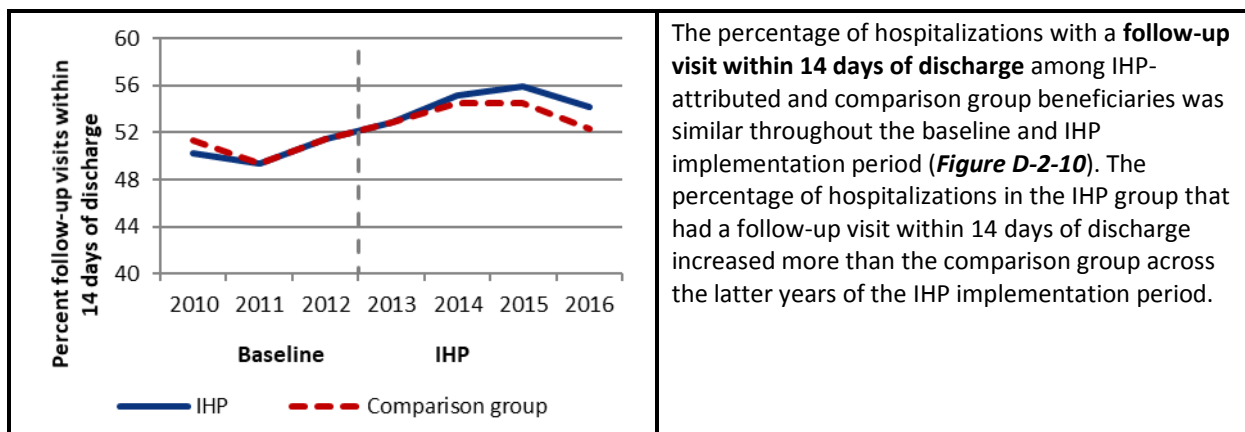 60
56
52
48
44
40
Percent follow-up visits within
14 days of discharge
2010 2011 2012 2013 2014 2015 2016
Baseline IHP
IHP Comparison group
The percentage of hospitalizations with a follow-up
visit within 14 days of discharge among IHP-
attributed and comparison group beneficiaries was
similar throughout the baseline and IHP
implementation period (Figure D-2-10). The
percentage of hospitalizations in the IHP group that
had a follow-up visit within 14 days of discharge
increased more than the comparison group across
the latter years of the IHP implementation period.